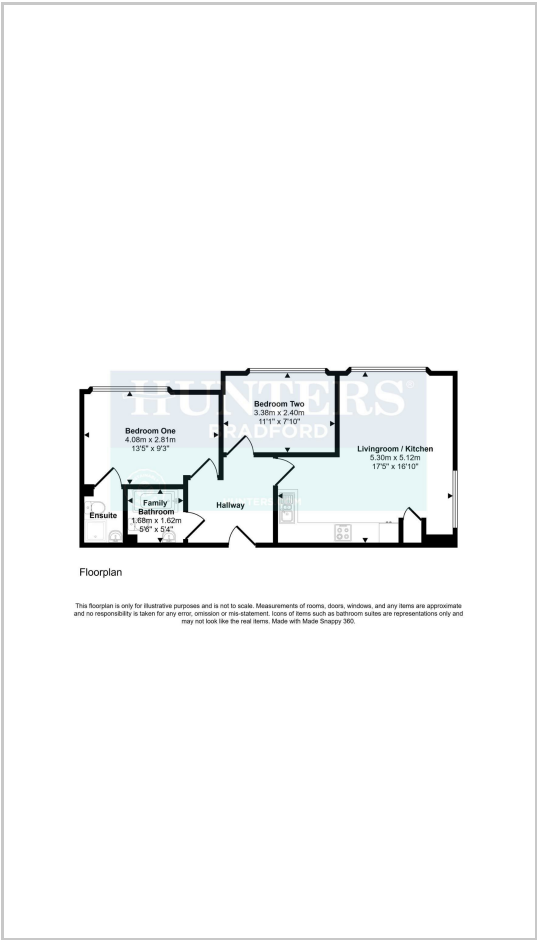 HUNTERS®
BRADFORD
Bedroom Two
3.38m x 2.40m
11'1" x 7'10"
Bedroom One
4.08m x 2.81m
13'5" x 9'3"
Livingroom / Kitchen
5.30m x 5.12m
17'5" x 16'10"
Ensuite
Family
Bathroom
1.68m x 1.62m
5'6" x 5'4"
Hallway
Floorplan
This floorplan is only for illustrative purposes and is not to scale. Measurements of rooms, doors, windows, and any items are approximate
and no responsibility is taken for any error, omission or mis-statement. Icons of items such as bathroom suites are representations only and
may not look like the real items. Made with Made Snappy 360.